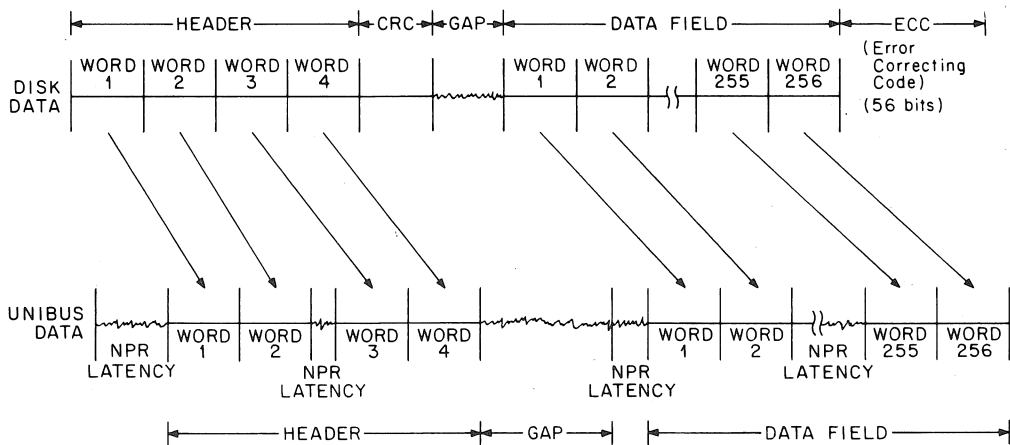 HEADER CRC GAP DATA FIELD ECC
(Error
Correcting
Code)
(56 bits)
DISK
DATA
WORD
1
WORD
2
WORD
3
WORD
4
WORD
1
WORD
2
WORD
255
WORD
256
UNIBUS
DATA
NPR
LATENCY
WORD
1
WORD
2
NPR
LATENCY
WORD
3
WORD
4
NPR
LATENCY
WORD
1
WORD
2
NPR
LATENCY
WORD
255
WORD
256
HEADER GAP DATA FIELD